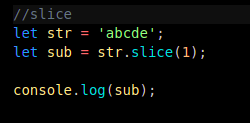 //slice
let str = 'abcde';
let sub = str.slice(1);
console.log(sub);